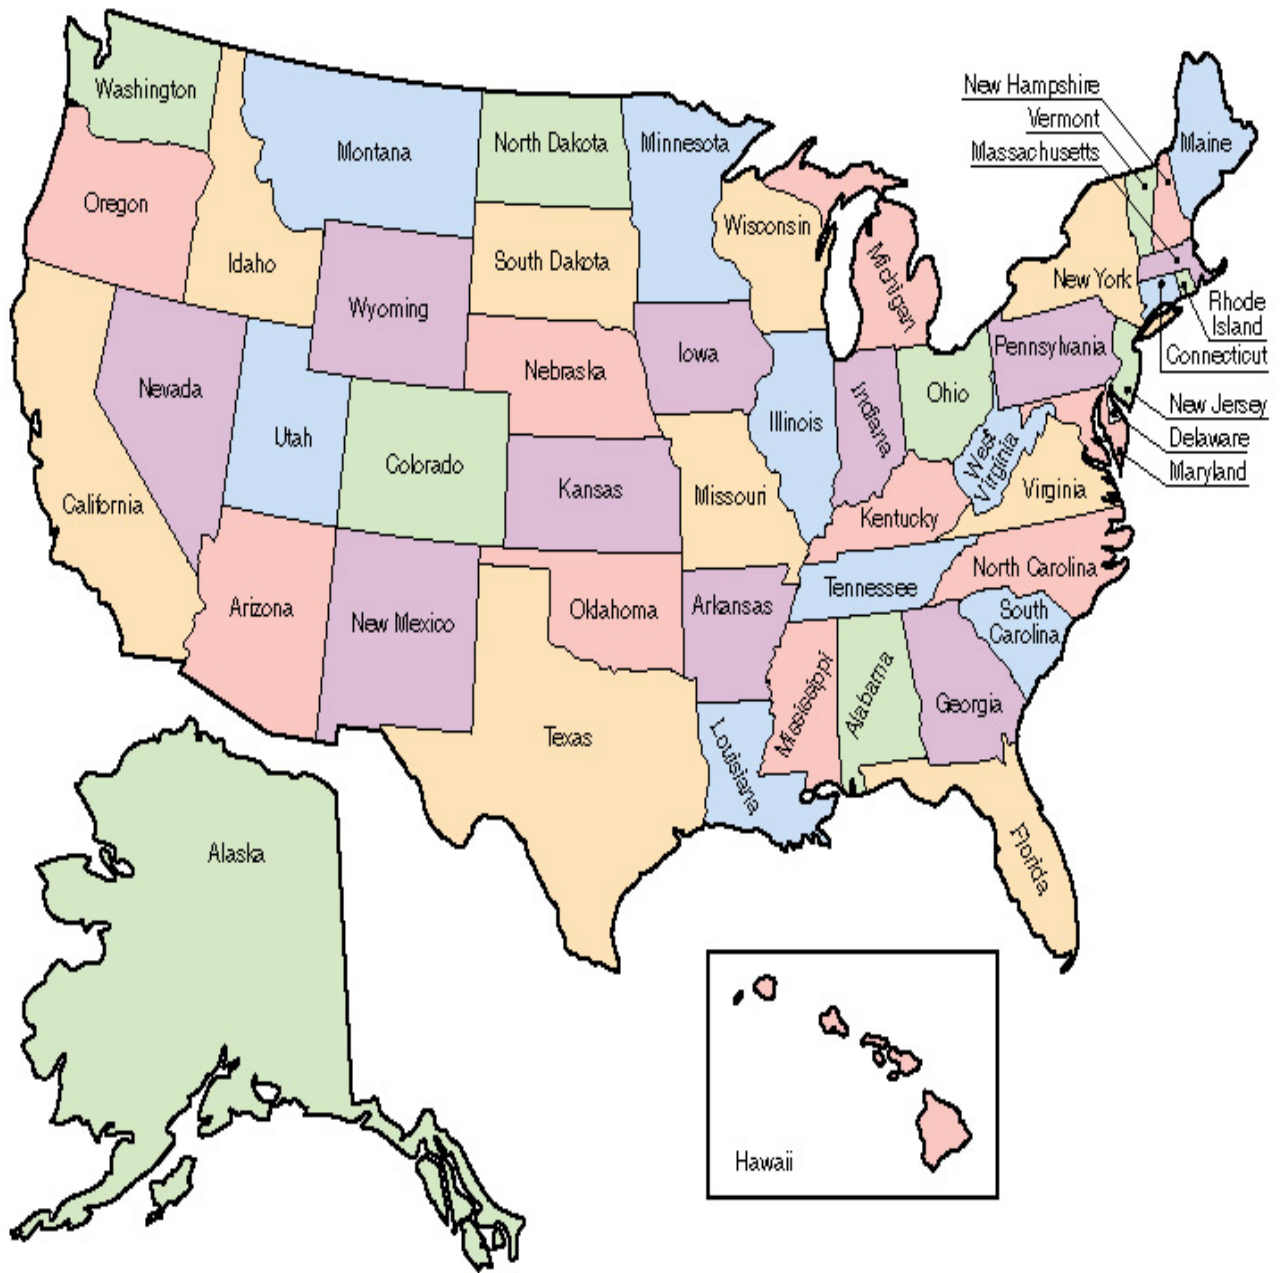 New Hampshire
Vermont
Massachusetts
Washington
Montana
North Dakota
Minnesota
Maine
Oregon
Idaho
Wyoming
South Dakota
Wisconsin
Michigan
New York
Rhode
Island
Connecticut
Nevada
Utah
Colorado
Nebraska
Iowa
Illinois
Indiana
Ohio
Pennsylvania
New Jersey
Delaware
Maryland
West
Virginia
Virginia
California
Kansas
Missouri
Kentucky
Arizona
New Mexico
Oklahoma
Arkansas
Tennessee
North Carolina
South
Carolina
Texas
Louisiana
Mississippi
Alabama
Georgia
Florida
Alaska
Hawaii